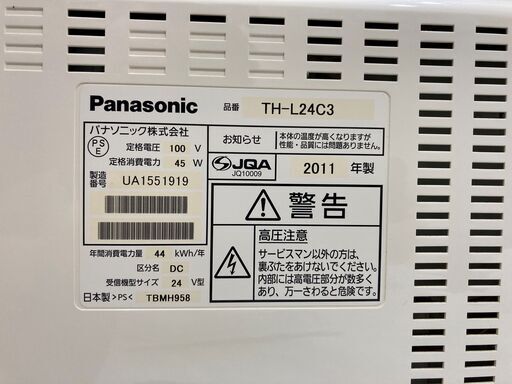 Panasonic 品番 TH-L24C3
パナソニック株式会社
PS
E
定格電圧 100 V
定格消費電力 45 W
お知らせ
本体の温度が高くなりますが
性能・品質には問題ありません。
製造
番号 UA1551919
JQA
JQ10009
2011 年製
警告
高圧注意
サービスマン以外の方は、
裏ぶたをあけないでください。
内部には高電圧部分が数多く
あり、万一さわると危険です。
年間消費電力量 44 kWh/年
区分名 DC
受信機型サイズ 24 V型
日本製 >PS< TBMH958